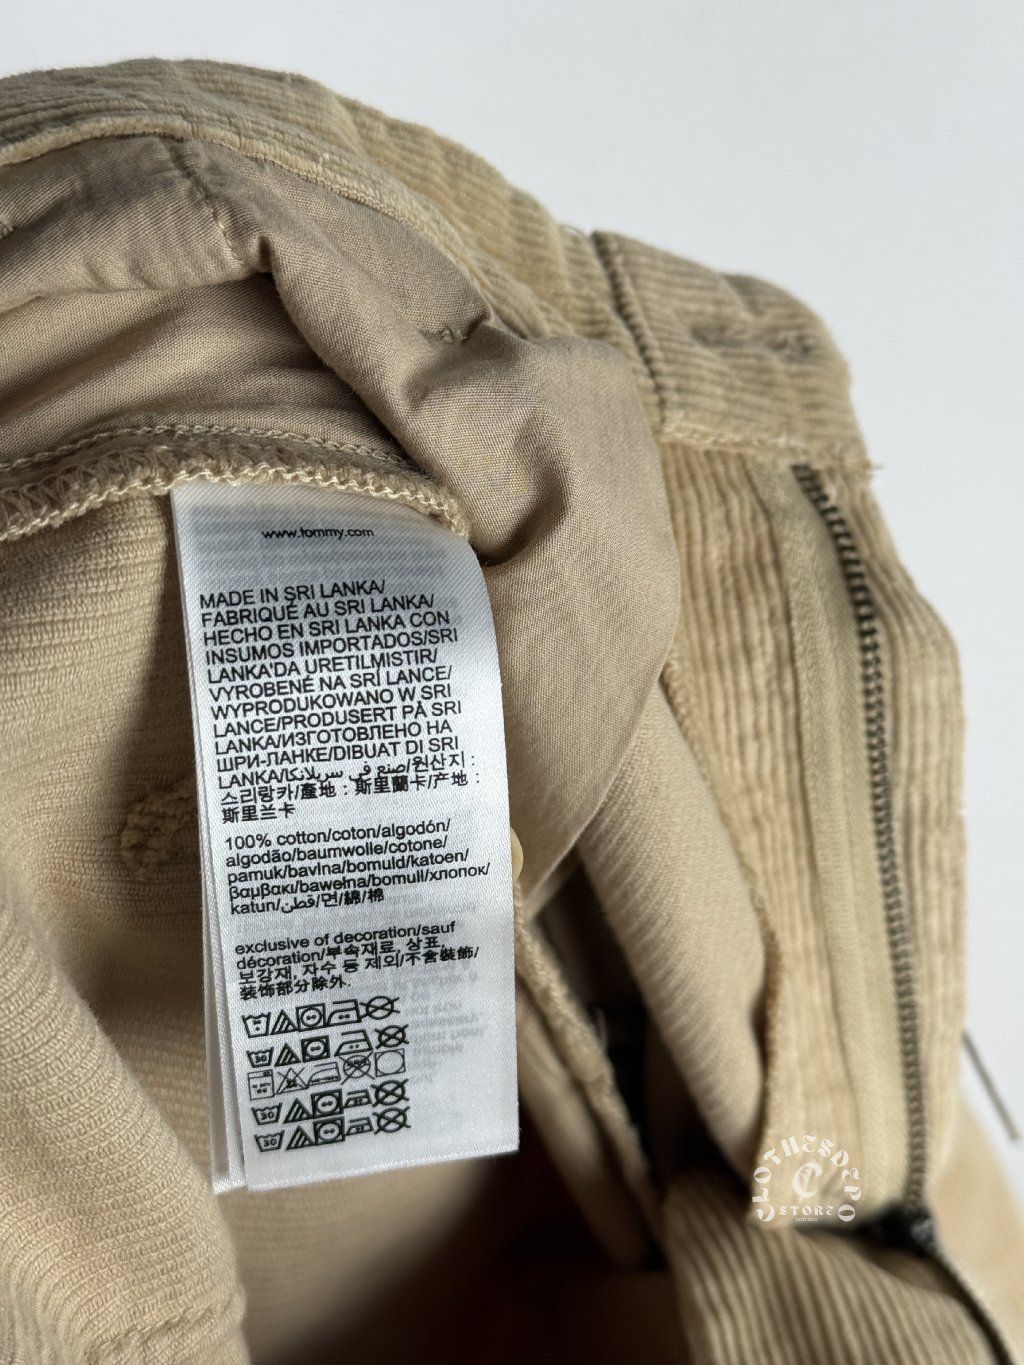 www.tommy.com
MADE IN SRI LANKA/
FABRIQUÉ AU SRI LANKA/
HECHO EN SRI LANKA CON
INSUMOS IMPORTADOS/SRI
LANKA'DA URETILMISTIR/
VYROBENÉ NA SRÍ LANCE/
WYPRODUKOWANO W SRI
LANCE/PRODUSERT PÅ SRI
LANKA/ИЗГОТОВЛЕНО НА
ШРИ-ЛАНКЕ/DIBUAT DI SRI
LANKA/صنع في سريلانكا/원산지 :
스리랑카/產地 : 斯里蘭卡/产地 :
斯里兰卡
100% cotton/coton/algodón/
algodão/baumwolle/cotone/
pamuk/bavlna/bomuld/katoen/
βαμβακι/bawełna/bomull/хлопок/
katun/قطن/면/綿/棉
exclusive of decoration/sauf
décoration/부속재료, 상표,
보강재, 자수 등 제외/不含裝飾/
装饰部分除外.
30
30
30
CLOTHESDEPO
C
STORE